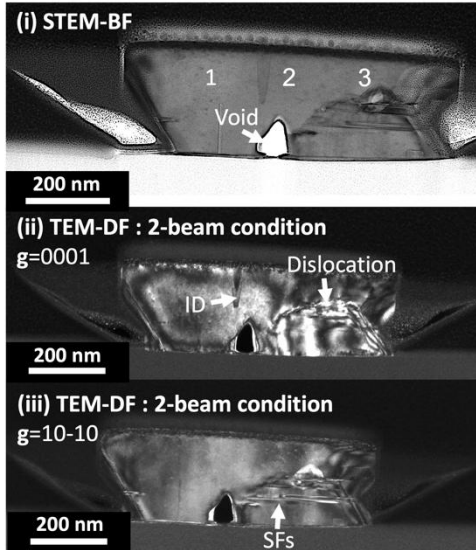 (i) STEM-BF
1 2 3
Void
200 nm
(ii) TEM-DF : 2-beam condition
g=0001
Dislocation
ID
200 nm
(iii) TEM-DF : 2-beam condition
g=10-10
200 nm
SFs